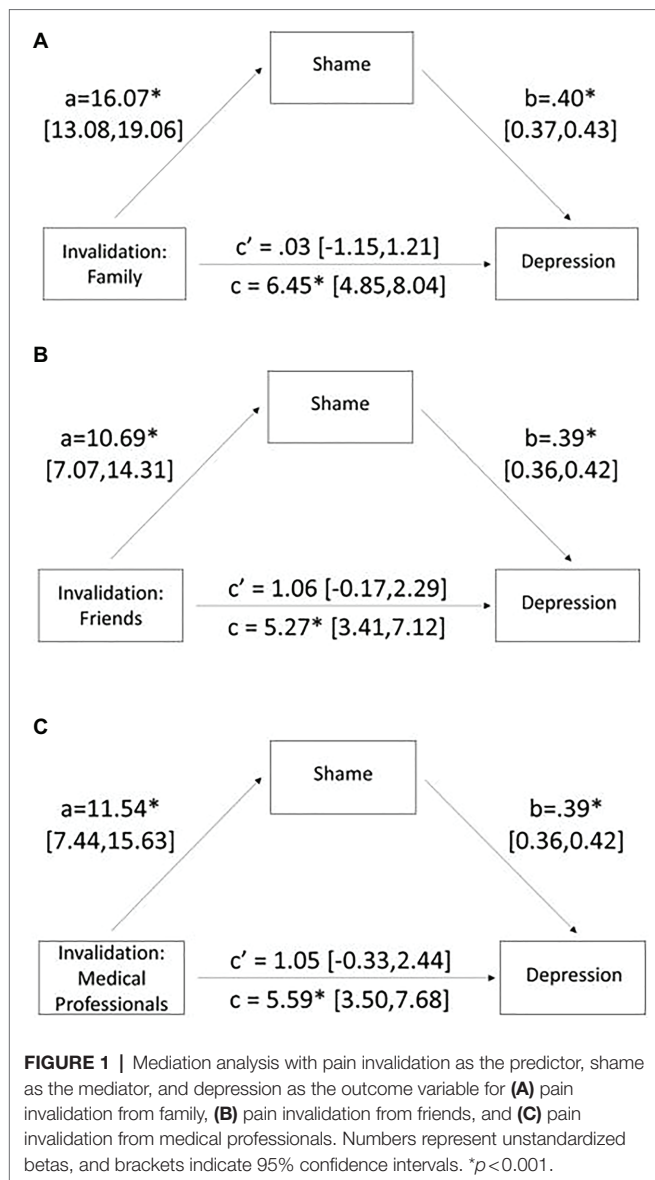 A
Shame
a=16.07*
[13.08,19.06]
b=.40*
[0.37,0.43]
Invalidation:
Family
c' = .03 [-1.15,1.21]
c = 6.45* [4.85,8.04]
Depression
B
Shame
a=10.69*
[7.07,14.31]
b=.39*
[0.36,0.42]
Invalidation:
Friends
c' = 1.06 [-0.17,2.29]
c = 5.27* [3.41,7.12]
Depression
C
Shame
a=11.54*
[7.44,15.63]
b=.39*
[0.36,0.42]
Invalidation:
Medical
Professionals
c' = 1.05 [-0.33,2.44]
c = 5.59* [3.50,7.68]
Depression
FIGURE 1 | Mediation analysis with pain invalidation as the predictor, shame
as the mediator, and depression as the outcome variable for (A) pain
invalidation from family, (B) pain invalidation from friends, and (C) pain
invalidation from medical professionals. Numbers represent unstandardized
betas, and brackets indicate 95% confidence intervals. *p<0.001.